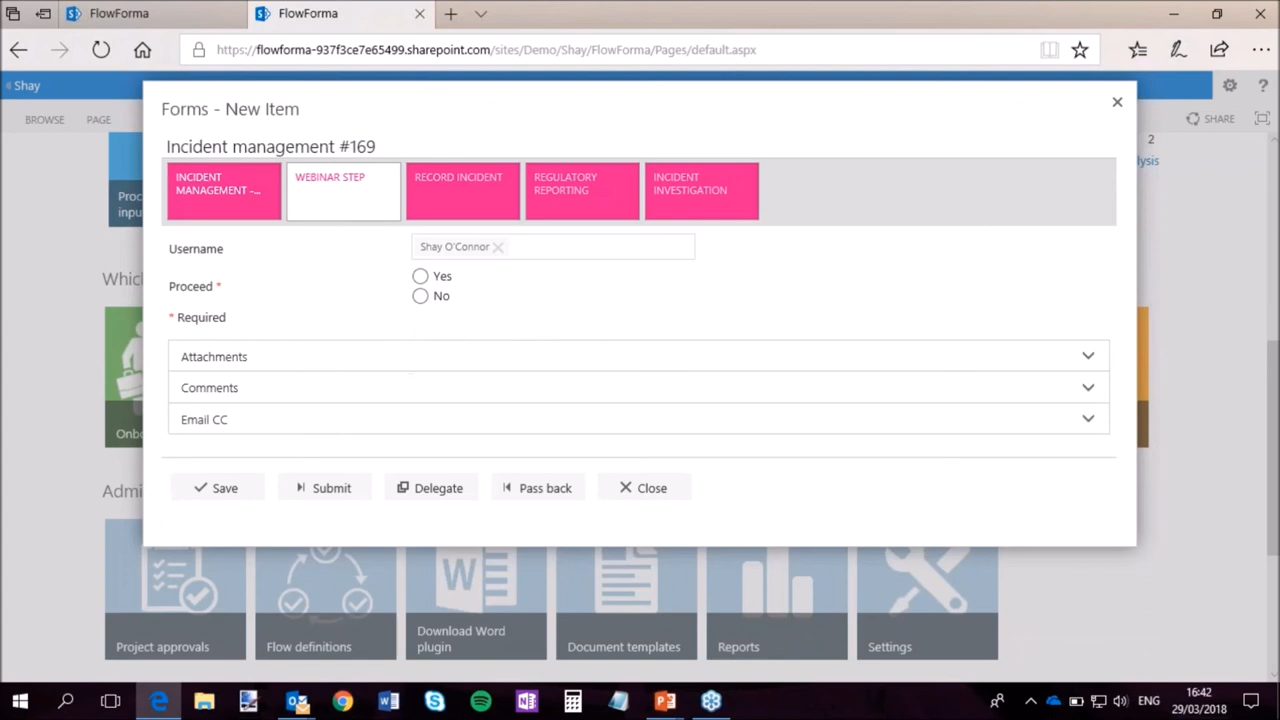 FlowForma
FlowForma
https://flowforma-937f3ce7e65499.sharepoint.com/sites/Demo/Shay/FlowForma/Pages/default.aspx
Shay
BROWSE
PAGE
SHARE
2
lysis
Proc
inpu
Whic
Onbo
Admi
Forms - New Item
Incident management #169
INCIDENT
MANAGEMENT -...
WEBINAR STEP
RECORD INCIDENT
REGULATORY
REPORTING
INCIDENT
INVESTIGATION
Username
Shay O'Connor
Proceed *
Yes
No
* Required
Attachments
Comments
Email CC
Save
Submit
Delegate
Pass back
Close
Project approvals
Flow definitions
Download Word
plugin
Document templates
Reports
Settings
ENG
16:42
29/03/2018